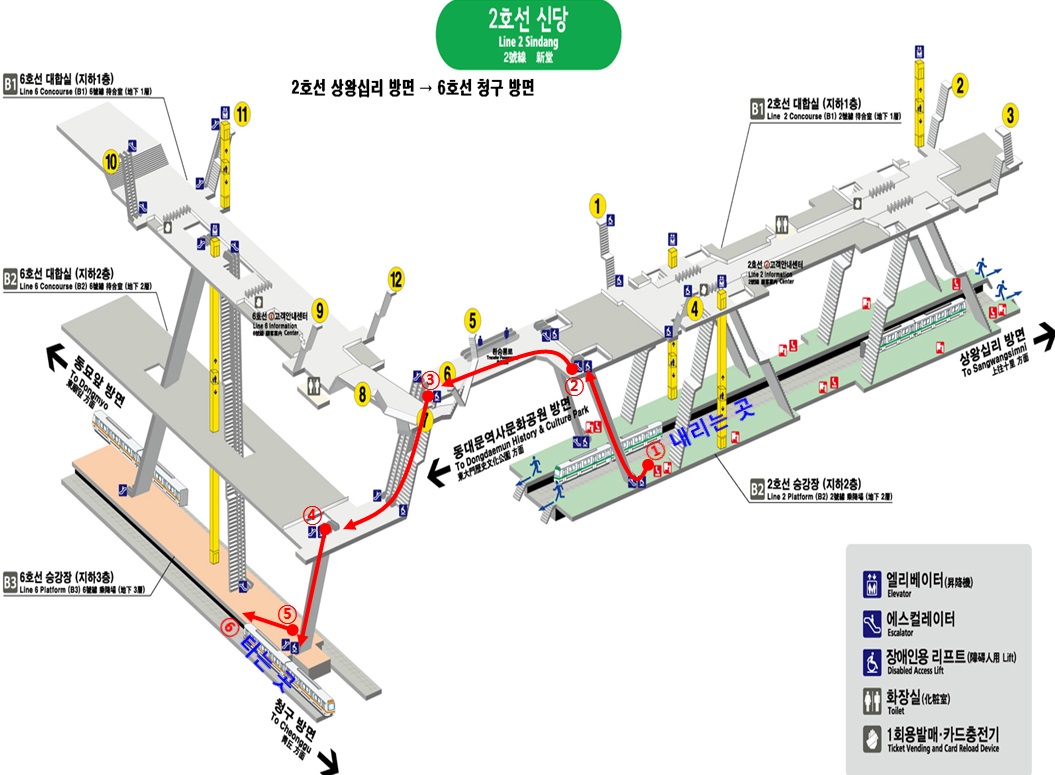 2호선 신당
Line 2 Sindang
2號線 新堂
2호선 상왕십리 방면 → 6호선 청구 방면
B1 6호선 대합실 (지하1층)
Line 6 Concourse (B1) 6號線 待合室 (地下 1層)
B1 2호선 대합실 (지하1층)
Line 2 Concourse (B1) 2號線 待合室 (地下 1層)
11
10
2
3
1
12
9
5
4
8
6
7
B2 6호선 대합실 (지하2층)
Line 6 Concourse (B2) 6號線 待合室 (地下 2層)
6호선 고객안내센터
Line 6 Information
Center
2호선 고객안내센터
Line 2 Information
Center
환승통로
동묘앞 방면
To Dongmyo
東廟前 方面
동대문역사문화공원 방면
To Dongdaemun History & Culture Park
東大門歷史文化公園 方面
상왕십리 방면
To Sangwangsimni
上往十里 方面
① 내리는 곳
②
③
④
⑤
⑥ 타는 곳
B2 2호선 승강장 (지하2층)
Line 2 Platform (B2) 2號線 乘降場 (地下 2層)
B3 6호선 승강장 (지하3층)
Line 6 Platform (B3) 6號線 乘降場 (地下 3層)
청구 방면
To Cheonggu
靑丘 方面
엘리베이터(昇降機)
Elevator
에스컬레이터
Escalator
장애인용 리프트(障碍人用 Lift)
Disabled Access Lift
화장실(化粧室)
Toilet
1회용발매·카드충전기
Ticket Vending and Card Reload Device